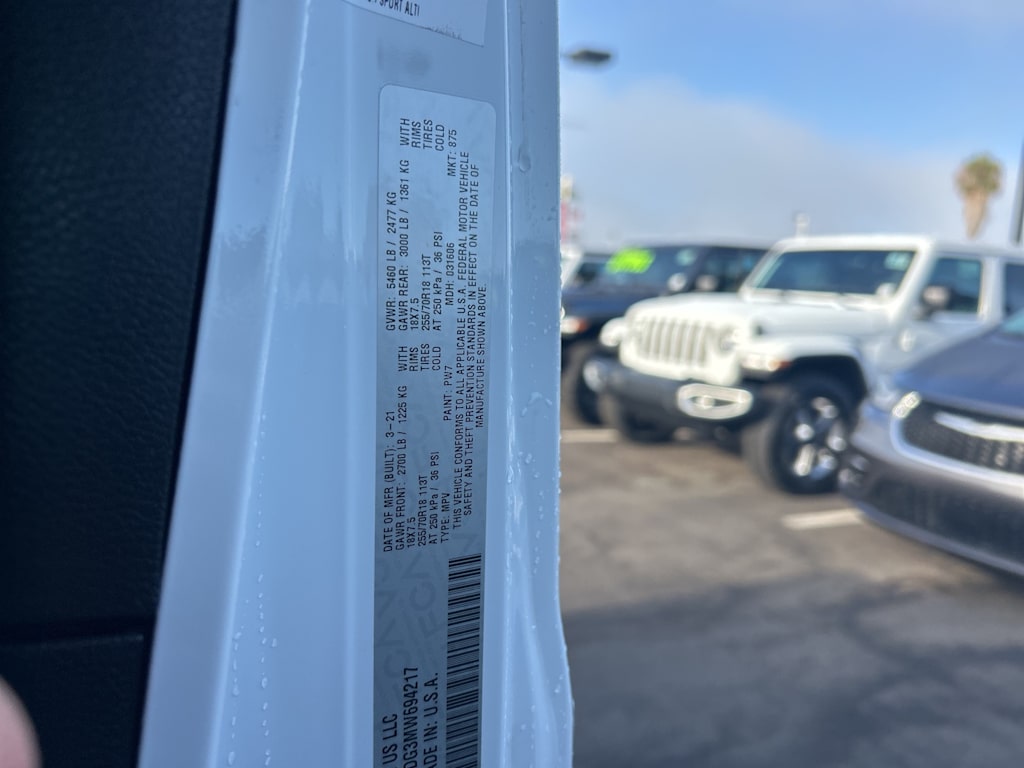 SPORT ALTI
US LLC
DATE OF MFR (BUILT): 3-21 GVWR: 5460 LB / 2477 KG
GAWR FRONT: 2700 LB / 1225 KG WITH GAWR REAR: 3000 LB / 1361 KG WITH
18X7.5 RIMS 18X7.5 RIMS
255/70R18 113T TIRES 255/70R18 113T TIRES
AT 250 kPa / 36 PSI COLD AT 250 kPa / 36 PSI COLD
TYPE: MPV PAINT: PW7 MDH: 031606 MKT: 875
THIS VEHICLE CONFORMS TO ALL APPLICABLE U.S.A. FEDERAL MOTOR VEHICLE
SAFETY AND THEFT PREVENTION STANDARDS IN EFFECT ON THE DATE OF
MANUFACTURE SHOWN ABOVE.
DG3MW694217
ADE IN: U.S.A.